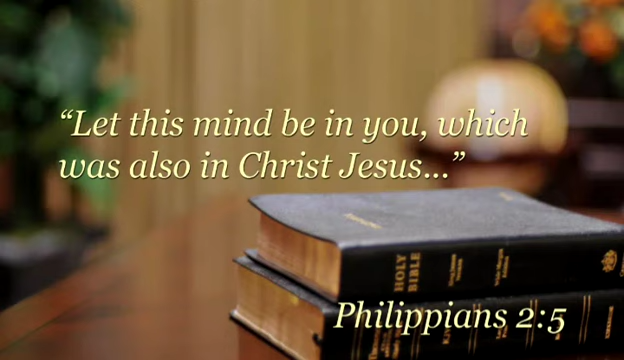 “Let this mind be in you, which
was also in Christ Jesus...”
HOLY
BIBLE
Philippians 2:5